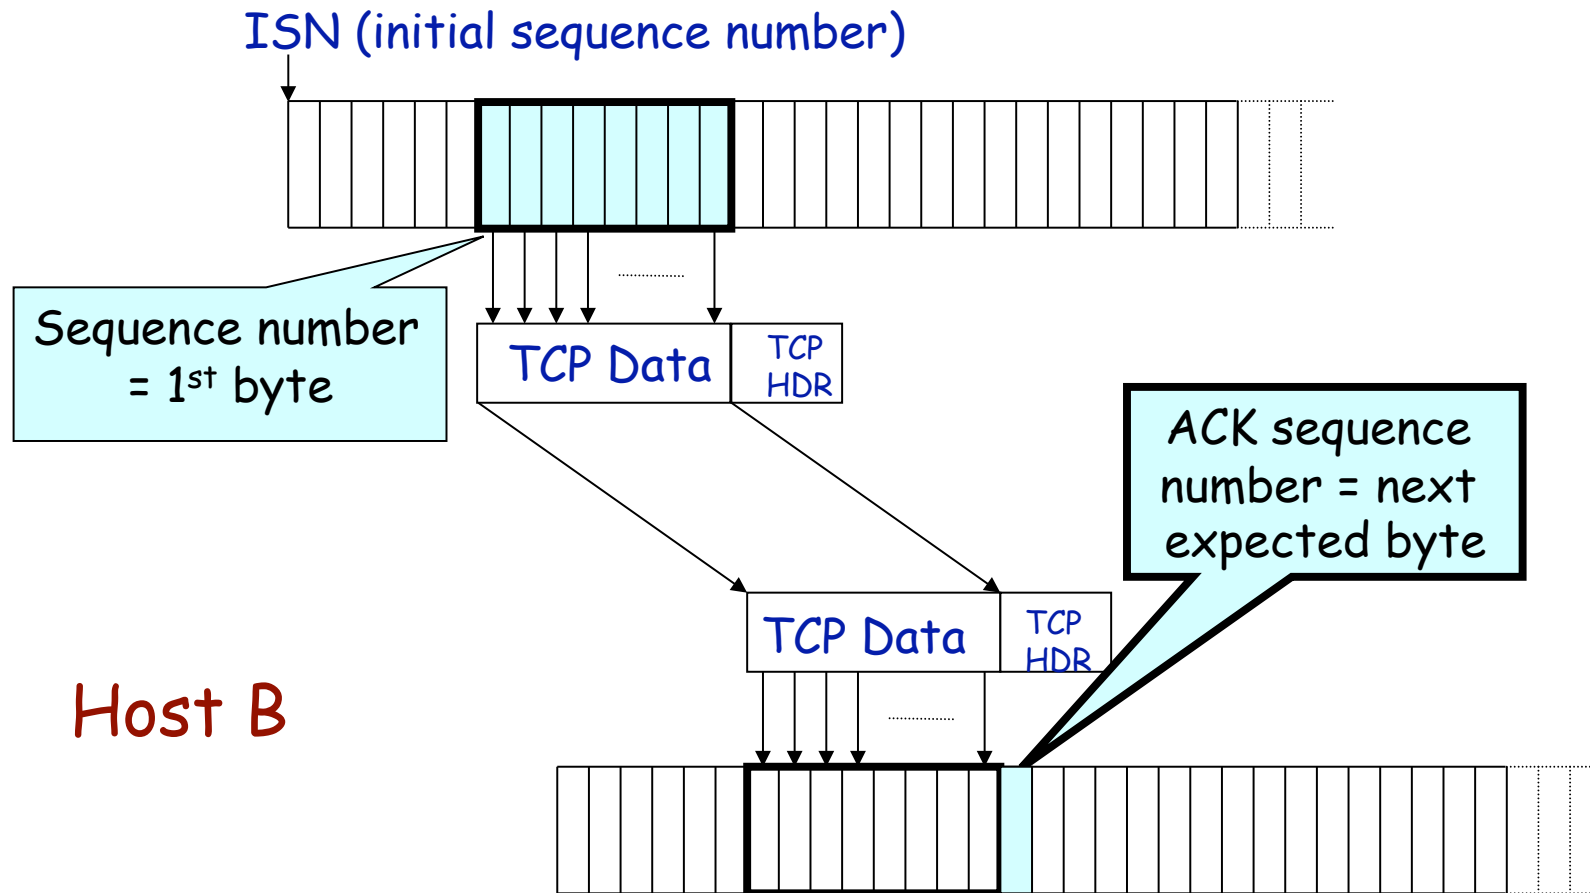 ISN (initial sequence number)
Sequence number
= 1st byte
TCP Data
TCP
HDR
ACK sequence
number = next
expected byte
TCP Data
TCP
HDR
Host B